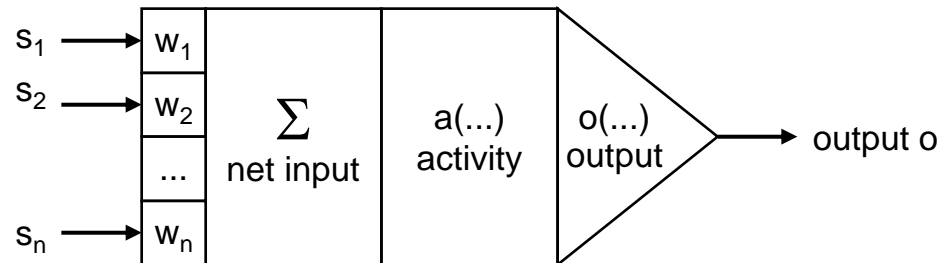 s1 w1
s2 w2
...
sn wn
Σ
net input
a(...)
activity
o(...)
output
output o